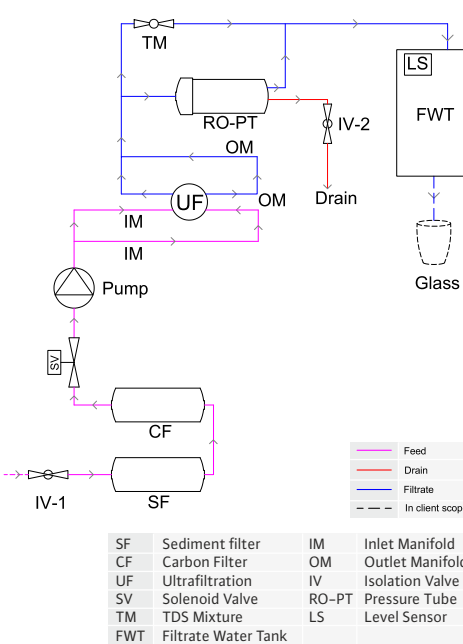 TM
LS
FWT
RO-PT
IV-2
OM
Drain
UF
OM
IM
IM
Glass
Pump
SV
CF
IV-1
SF
Feed
Drain
Filtrate
In client scop
SF Sediment filter IM Inlet Manifold
CF Carbon Filter OM Outlet Manifold
UF Ultrafiltration IV Isolation Valve
SV Solenoid Valve RO-PT Pressure Tube
TM TDS Mixture LS Level Sensor
FWT Filtrate Water Tank